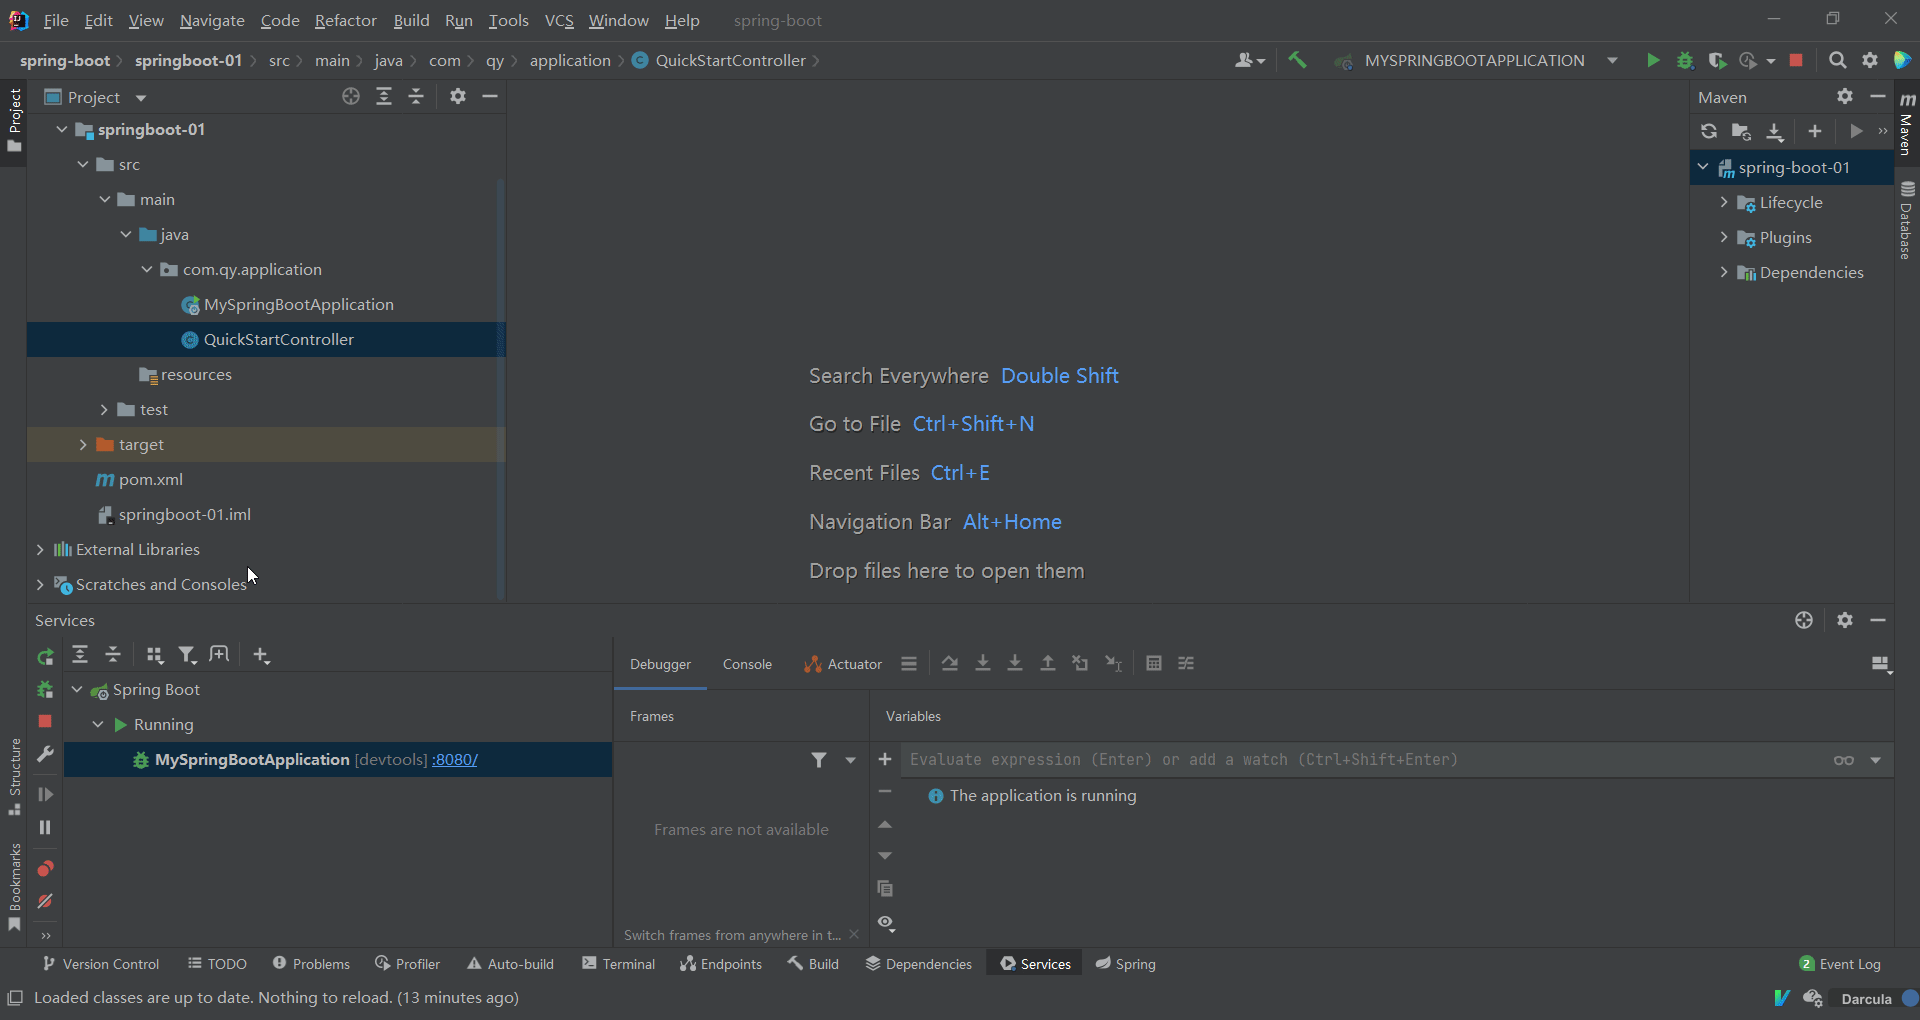 File Edit View Navigate Code Refactor Build Run Tools VCS Window Help spring-boot
spring-boot springboot-01 src main java com qy application QuickStartController MYSPRINGBOOTAPPLICATION
Project
Project
springboot-01
src
main
java
com.qy.application
MySpringBootApplication
QuickStartController
resources
test
target
pom.xml
springboot-01.iml
External Libraries
Scratches and Consoles
Search Everywhere Double Shift
Go to File Ctrl+Shift+N
Recent Files Ctrl+E
Navigation Bar Alt+Home
Drop files here to open them
Maven
spring-boot-01
Lifecycle
Plugins
Dependencies
Maven
Database
Services
Spring Boot
Running
MySpringBootApplication [devtools] :8080/
Debugger Console Actuator
Frames
Frames are not available
Switch frames from anywhere in t...
Variables
Evaluate expression (Enter) or add a watch (Ctrl+Shift+Enter)
The application is running
Structure
Bookmarks
Version Control TODO Problems Profiler Auto-build Terminal Endpoints Build Dependencies Services Spring 2 Event Log
Loaded classes are up to date. Nothing to reload. (13 minutes ago) Darcula